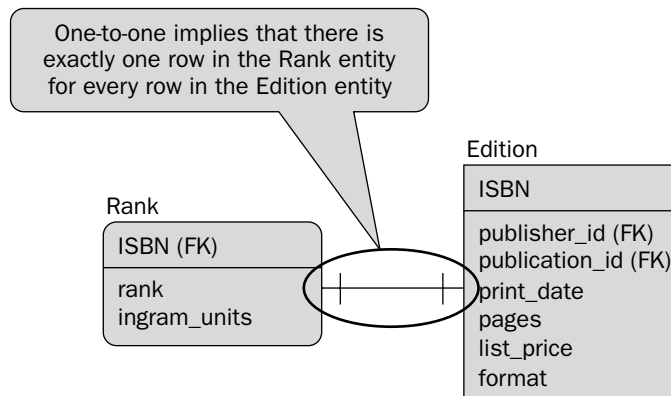 One-to-one implies that there is
exactly one row in the Rank entity
for every row in the Edition entity
Rank
ISBN (FK)
rank
ingram_units
Edition
ISBN
publisher_id (FK)
publication_id (FK)
print_date
pages
list_price
format